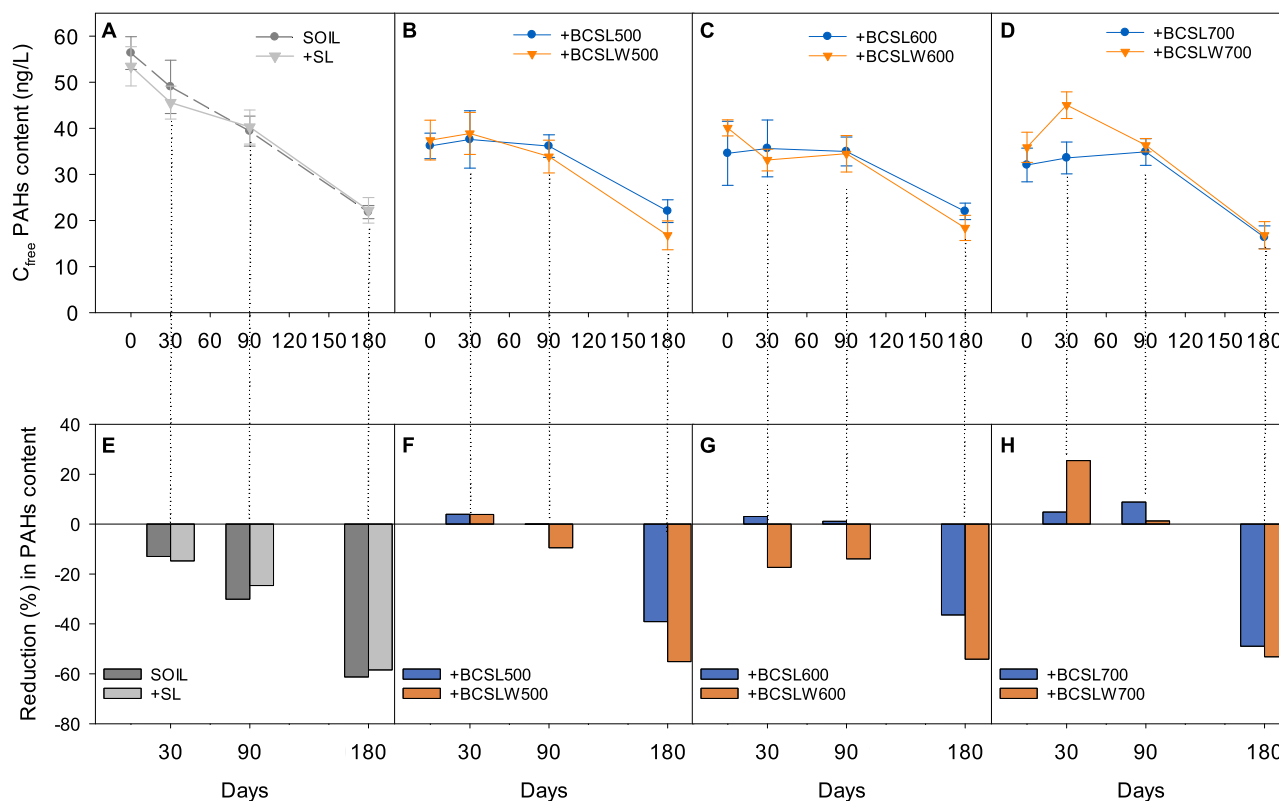 C_free PAHs content (ng/L)
60
50
40
30
20
10
0
A
SOIL
+SL
B
+BCSL500
+BCSLW500
C
+BCSL600
+BCSLW600
D
+BCSL700
+BCSLW700
0 30 60 90 120 150 180
0 30 60 90 120 150 180
0 30 60 90 120 150 180
0 30 60 90 120 150 180
Reduction (%) in PAHs content
40
20
0
-20
-40
-60
-80
E
SOIL
+SL
F
+BCSL500
+BCSLW500
G
+BCSL600
+BCSLW600
H
+BCSL700
+BCSLW700
30 90 180
30 90 180
30 90 180
30 90 180
Days
Days
Days
Days